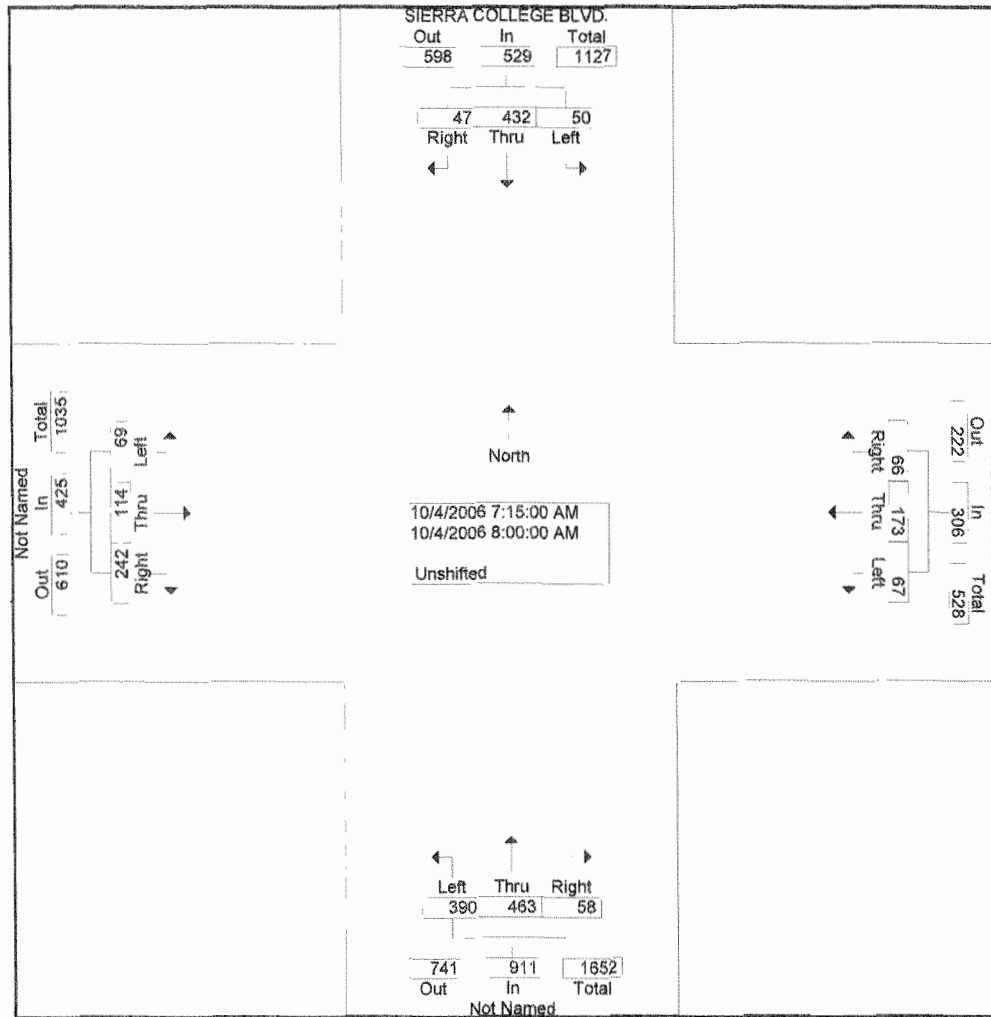 SIERRA COLLEGE BLVD.
Out In Total
598 529 1127
47 432 50
Right Thru Left
Not Named
Total 1035
In 425
Out 610
69 Left
114 Thru
242 Right
North
10/4/2006 7:15:00 AM
10/4/2006 8:00:00 AM
Unshifted
Right 66
Thru 173
Left 67
Out 222
In 306
Total 528
Left Thru Right
390 463 58
741 911 1652
Out In Total
Not Named